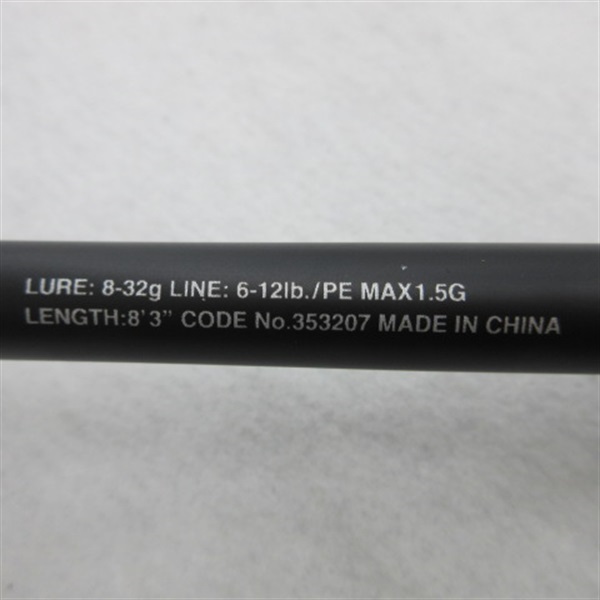 LURE: 8-32g LINE: 6-12lb./PE MAX1.5G
LENGTH:8'3" CODE No.353207 MADE IN CHINA